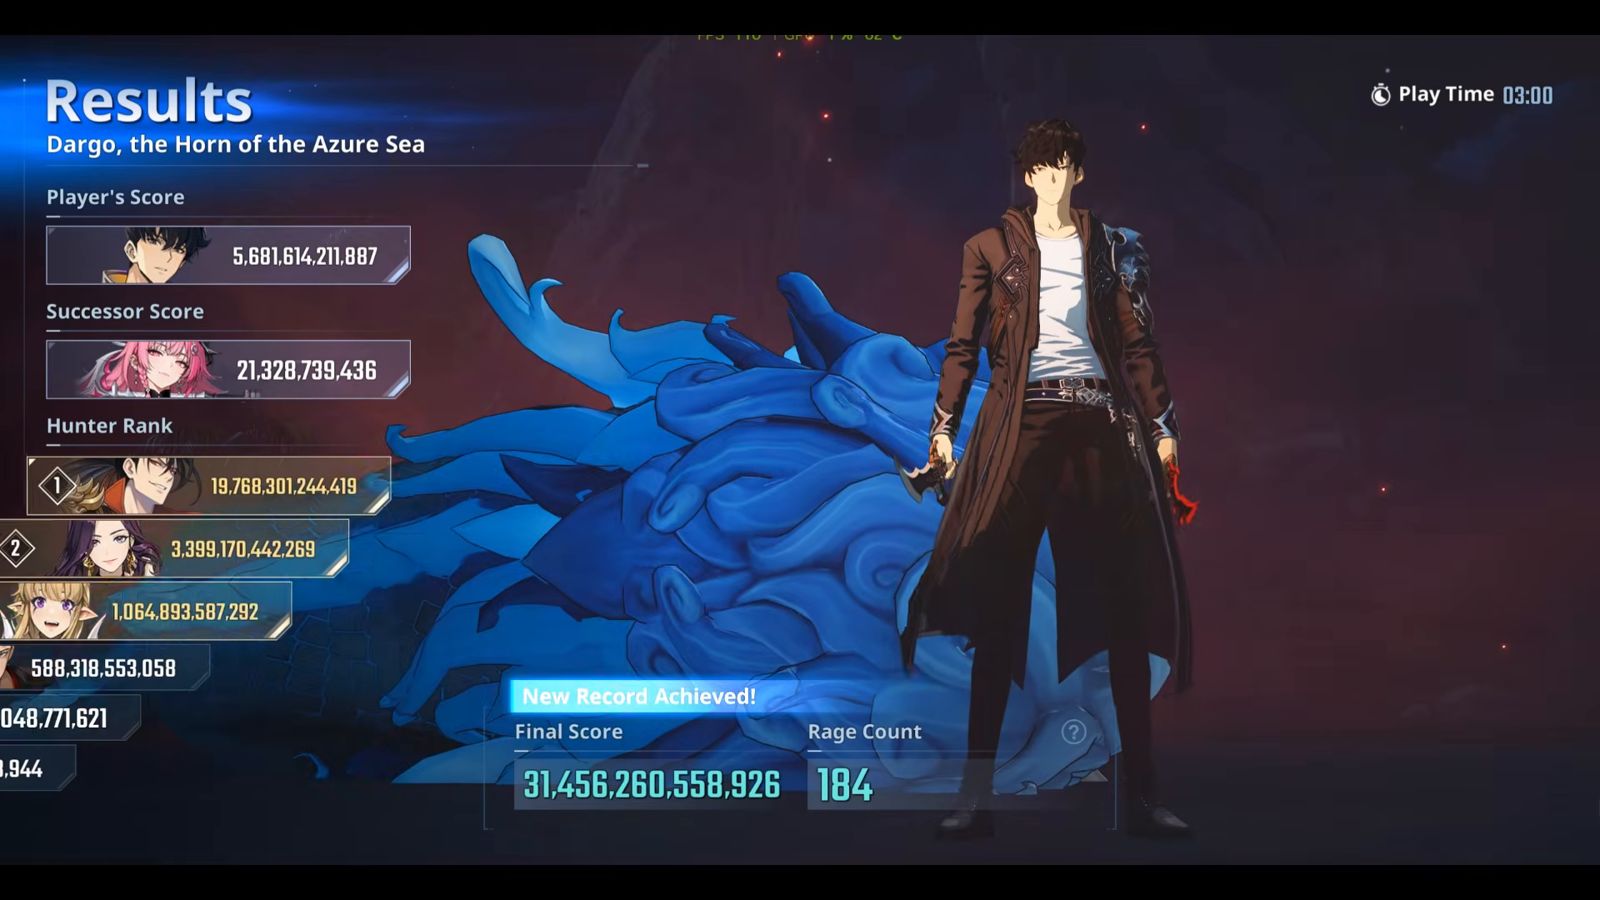 Results
Dargo, the Horn of the Azure Sea
Play Time 03:00
Player's Score
5,681,614,211,887
Successor Score
21,328,739,436
Hunter Rank
1 19,768,301,244,419
2 3,399,170,442,269
1,064,893,587,292
588,318,553,058
048,771,621
,944
New Record Achieved!
Final Score
31,456,260,558,926
Rage Count ?
184